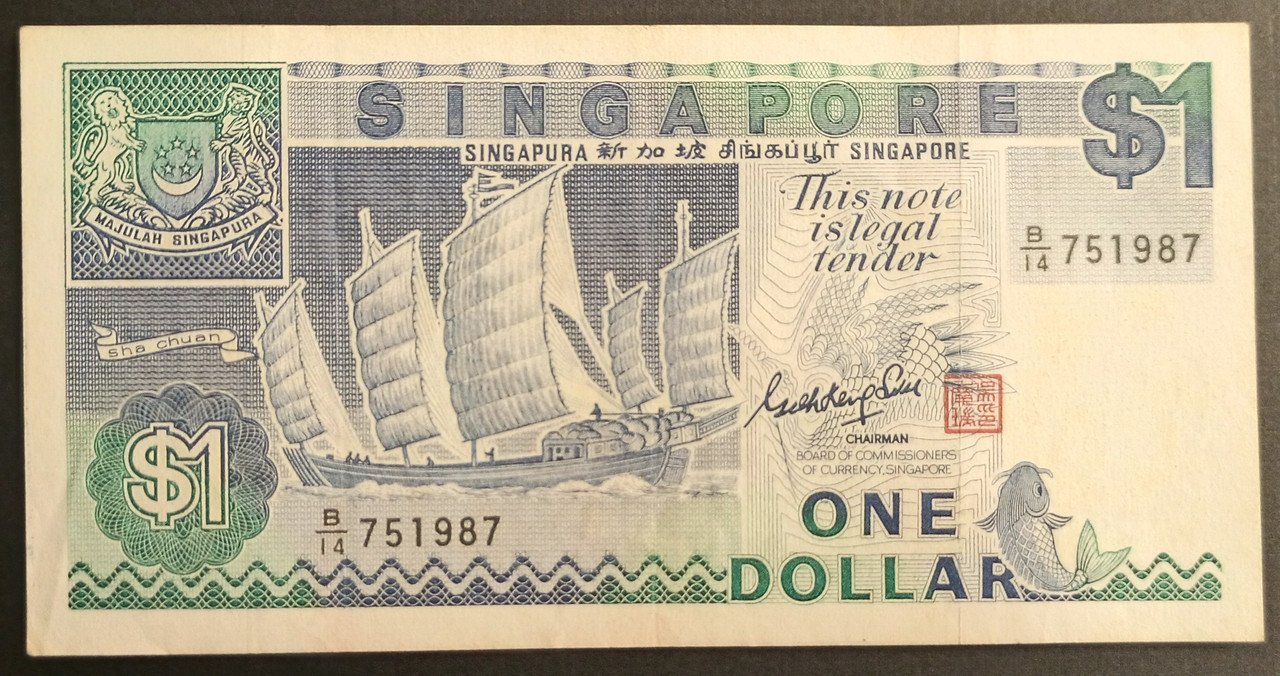 SINGAPORE
$1
SINGAPURA 新加坡 சிங்கப்பூர் SINGAPORE
MAJULAH SINGAPURA
This note
is legal
tender
B/14 751987
sha chuan
CHAIRMAN
BOARD OF COMMISSIONERS
OF CURRENCY, SINGAPORE
$1
B/14 751987
ONE
DOLLAR